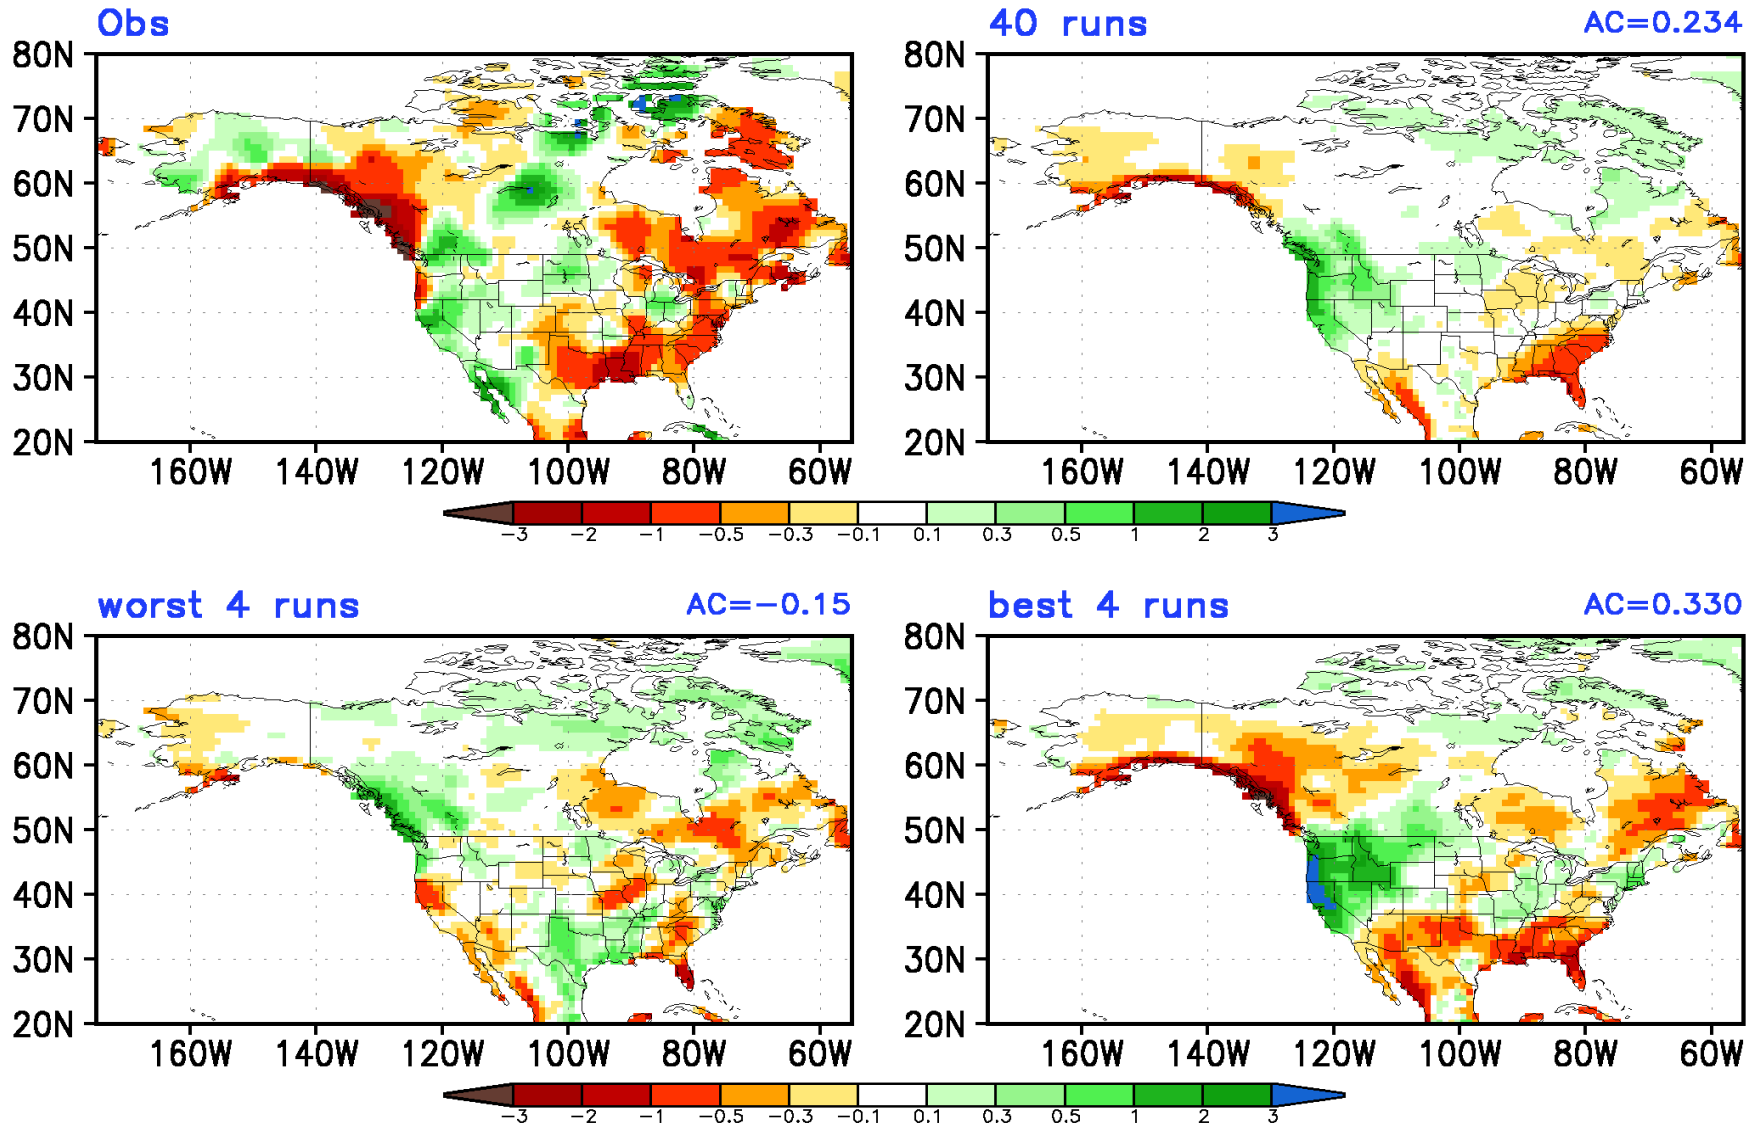 Obs
40 runs AC=0.234
80N 80N
70N 70N
60N 60N
50N 50N
40N 40N
30N 30N
20N 20N
160W 140W 120W 100W 80W 60W 160W 140W 120W 100W 80W 60W
-3 -2 -1 -0.5 -0.3 -0.1 0.1 0.3 0.5 1 2 3
worst 4 runs AC=-0.15
best 4 runs AC=0.330
80N 80N
70N 70N
60N 60N
50N 50N
40N 40N
30N 30N
20N 20N
160W 140W 120W 100W 80W 60W 160W 140W 120W 100W 80W 60W
-3 -2 -1 -0.5 -0.3 -0.1 0.1 0.3 0.5 1 2 3